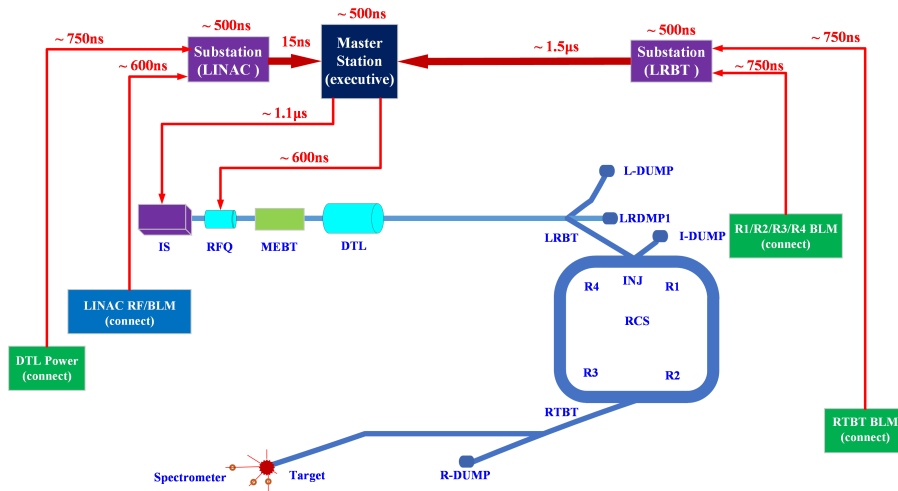 ~ 500ns
~ 500ns
~ 500ns
~ 750ns
~ 750ns
~ 600ns
Substation
(LINAC )
15ns
Master
Station
(executive)
~ 1.5μs
Substation
(LRBT )
~ 750ns
~ 1.1μs
~ 600ns
L-DUMP
LRDMP1
I-DUMP
R1/R2/R3/R4 BLM
(connect)
IS
RFQ
MEBT
DTL
LRBT
INJ
R4
R1
RCS
R3
R2
LINAC RF/BLM
(connect)
DTL Power
(connect)
RTBT
RTBT BLM
(connect)
Spectrometer
Target
R-DUMP